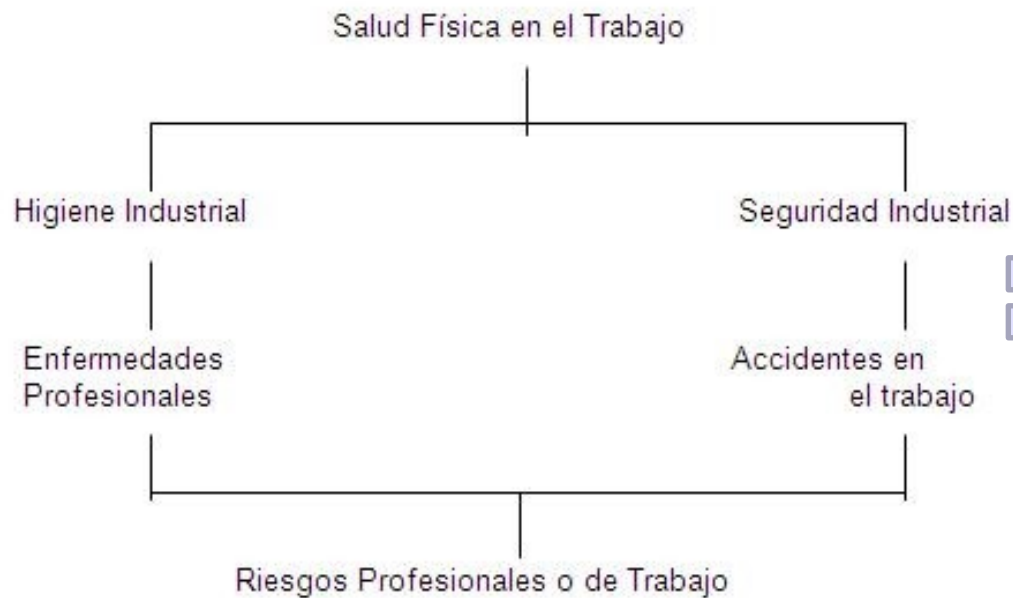 Salud Física en el Trabajo
Higiene Industrial
Seguridad Industrial
Enfermedades
Profesionales
Accidentes en
el trabajo
Riesgos Profesionales o de Trabajo